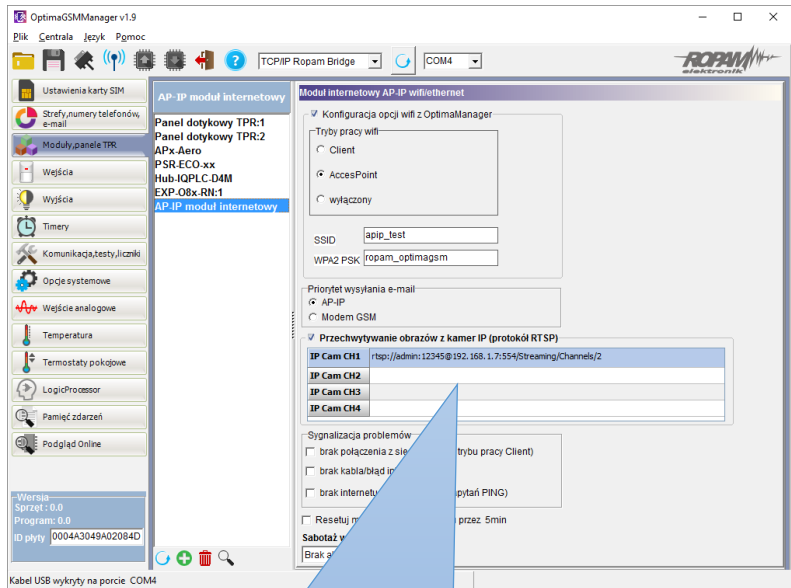 OptimaGSMManager v1.9
Plik Centrala Język Pomoc
TCP/IP Ropam Bridge
COM4
ROPAM
elektronik
Ustawienia karty SIM
Strefy,numery telefonów,
e-mail
Moduły,panele TPR
Wejścia
Wyjścia
Timery
Komunikacja,testy,liczniki
Opcje systemowe
Wejście analogowe
Temperatura
Termostaty pokojowe
LogicProcessor
Pamięć zdarzeń
Podgląd Online
Wersja
Sprzęt : 0.0
Program: 0.0
ID płyty 0004A3049A02084D
AP-IP moduł internetowy
Panel dotykowy TPR:1
Panel dotykowy TPR:2
APx-Aero
PSR-ECO-xx
Hub-IQPLC-D4M
EXP-O8x-RN:1
AP-IP moduł internetowy
Moduł internetowy AP-IP wifi/ethernet
Konfiguracja opcji wifi z OptimaManager
Tryby pracy wifi
Client
AccesPoint
wyłączony
SSID apip_test
WPA2 PSK ropam_optimagsm
Priorytet wysyłania e-mail
AP-IP
Modem GSM
Przechwytywanie obrazów z kamer IP (protokół RTSP)
IP Cam CH1 rtsp://admin:12345@192.168.1.7:554/Streaming/Channels/2
IP Cam CH2
IP Cam CH3
IP Cam CH4
Sygnalizacja problemów
brak połączenia z trybu pracy Client)
brak kabla/błąd
brak internetu PING)
Resetuj przez 5min
Sabotaż
Brak
Kabel USB wykryty na porcie COM4